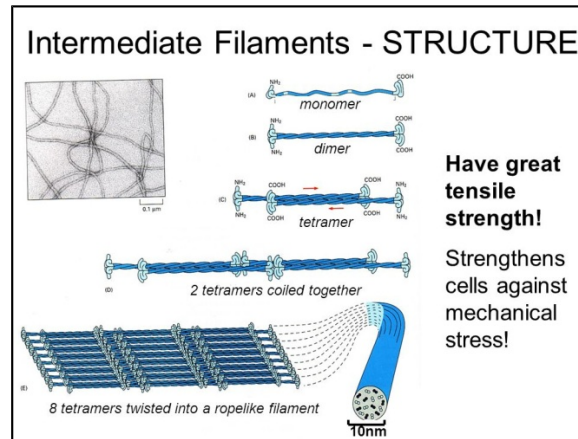 Intermediate Filaments - STRUCTURE
0.1 µm
NH₂
COOH
(A)
monomer
NH₂
COOH
(B)
dimer
NH₂
COOH
NH₂
COOH
COOH
NH₂
(C)
tetramer
NH₂
COOH
COOH
NH₂
(D)
2 tetramers coiled together
(E)
8 tetramers twisted into a ropelike filament
10nm
Have great
tensile
strength!
Strengthens
cells against
mechanical
stress!